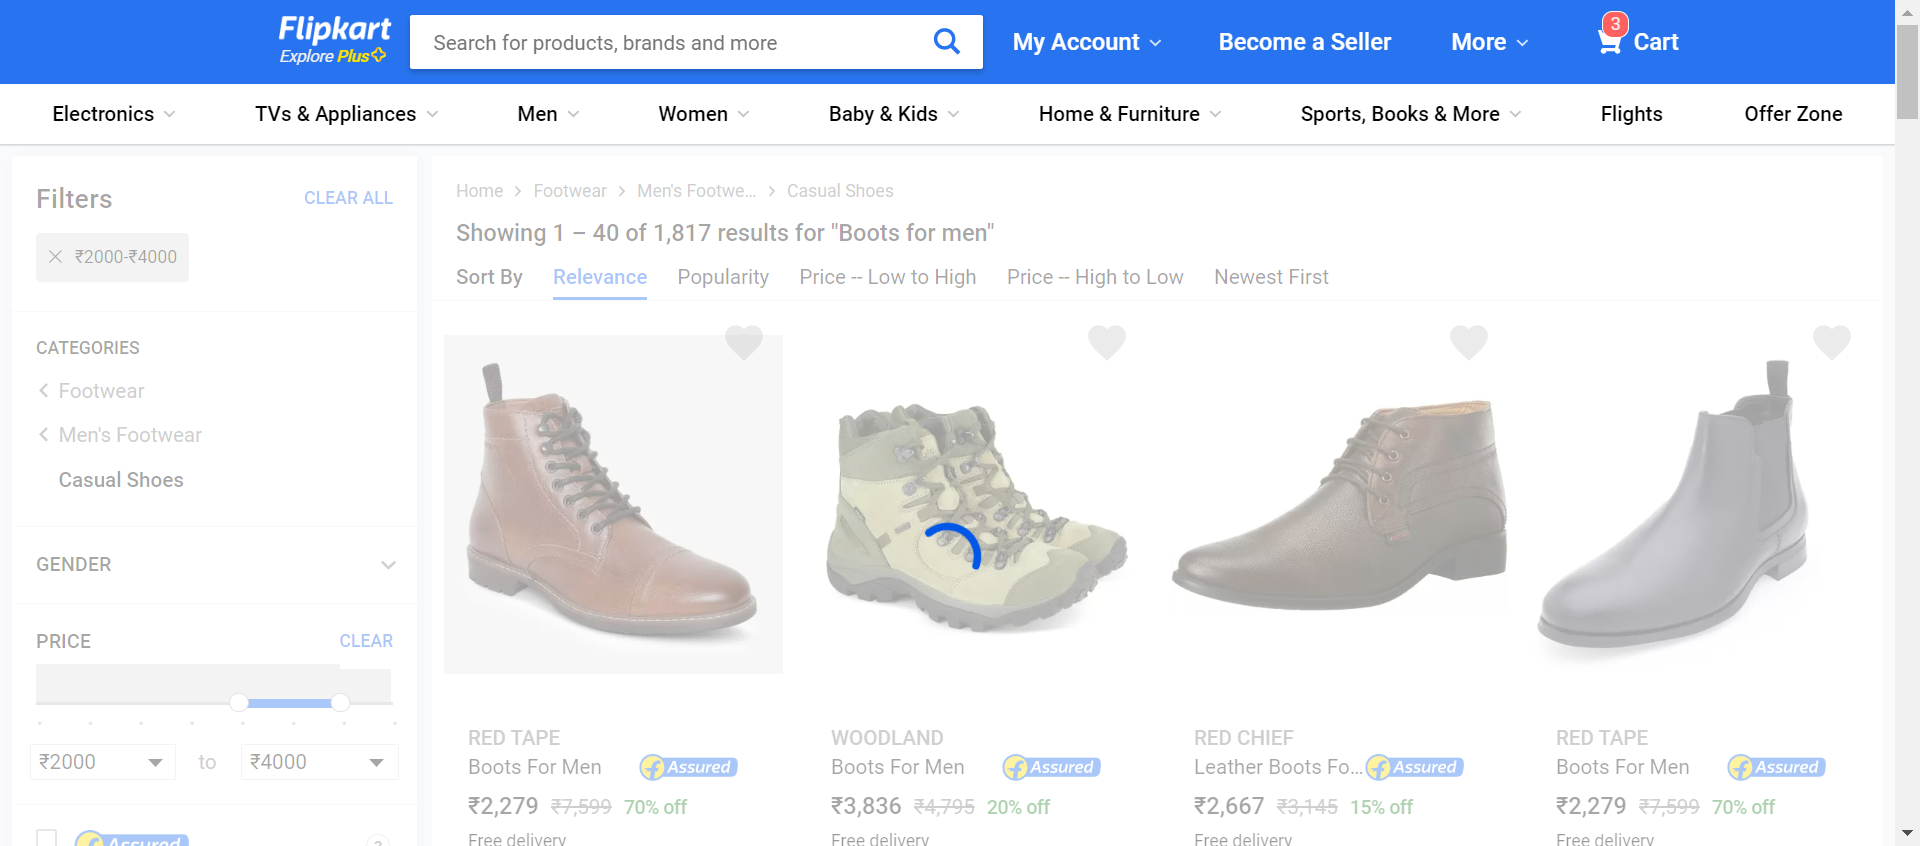 Flipkart
Explore Plus
Search for products, brands and more
My Account
Become a Seller
More
3
Cart
Electronics
TVs & Appliances
Men
Women
Baby & Kids
Home & Furniture
Sports, Books & More
Flights
Offer Zone
Filters
CLEAR ALL
₹2000-₹4000
CATEGORIES
Footwear
Men's Footwear
Casual Shoes
GENDER
PRICE
CLEAR
₹2000
to
₹4000
Assured
?
Home
Footwear
Men's Footwe...
Casual Shoes
Showing 1 – 40 of 1,817 results for "Boots for men"
Sort By
Relevance
Popularity
Price -- Low to High
Price -- High to Low
Newest First
RED TAPE
Boots For Men
Assured
₹2,279 ₹7,599 70% off
Free delivery
WOODLAND
Boots For Men
Assured
₹3,836 ₹4,795 20% off
Free delivery
RED CHIEF
Leather Boots Fo...
Assured
₹2,667 ₹3,145 15% off
Free delivery
RED TAPE
Boots For Men
Assured
₹2,279 ₹7,599 70% off
Free delivery